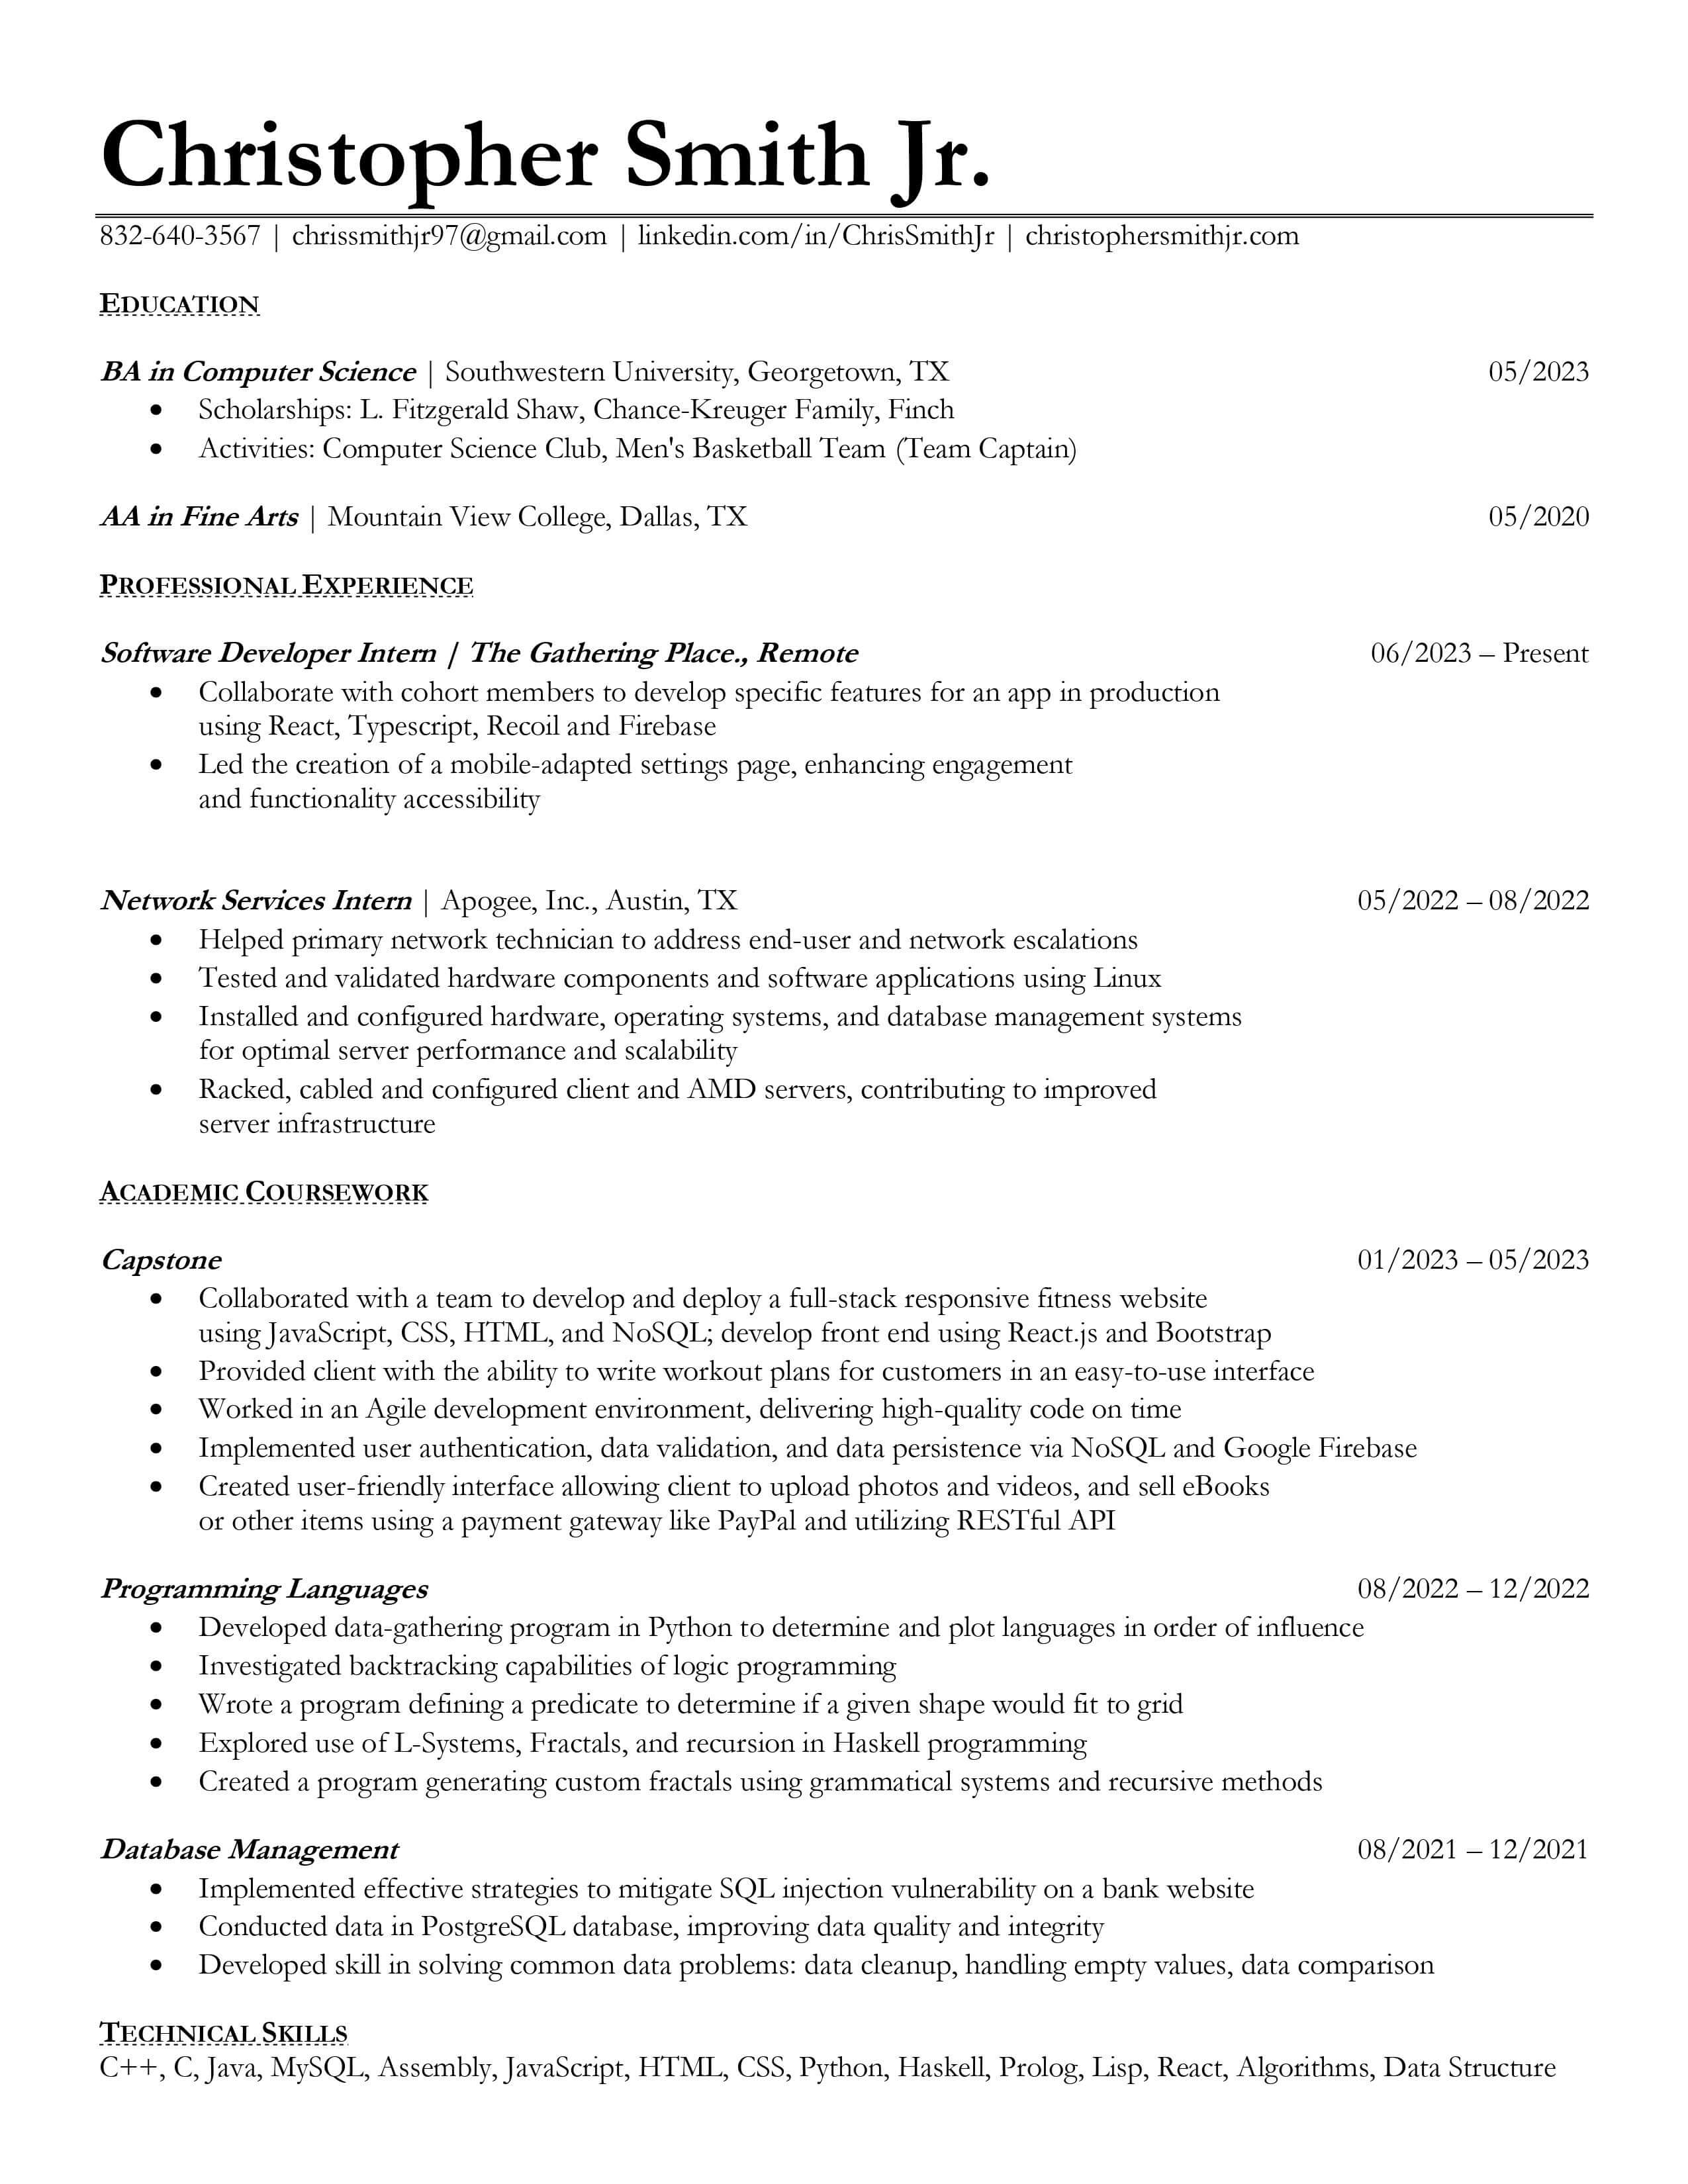 Christopher Smith Jr.
832-640-3567 | chrissmithjr97@gmail.com | linkedin.com/in/ChrisSmithJr | christophersmithjr.com
EDUCATION
BA in Computer Science | Southwestern University, Georgetown, TX 05/2023
• Scholarships: L. Fitzgerald Shaw, Chance-Kreuger Family, Finch
• Activities: Computer Science Club, Men's Basketball Team (Team Captain)
AA in Fine Arts | Mountain View College, Dallas, TX 05/2020
PROFESSIONAL EXPERIENCE
Software Developer Intern | The Gathering Place., Remote 06/2023 – Present
• Collaborate with cohort members to develop specific features for an app in production
using React, Typescript, Recoil and Firebase
• Led the creation of a mobile-adapted settings page, enhancing engagement
and functionality accessibility
Network Services Intern | Apogee, Inc., Austin, TX 05/2022 – 08/2022
• Helped primary network technician to address end-user and network escalations
• Tested and validated hardware components and software applications using Linux
• Installed and configured hardware, operating systems, and database management systems
for optimal server performance and scalability
• Racked, cabled and configured client and AMD servers, contributing to improved
server infrastructure
ACADEMIC COURSEWORK
Capstone 01/2023 – 05/2023
• Collaborated with a team to develop and deploy a full-stack responsive fitness website
using JavaScript, CSS, HTML, and NoSQL; develop front end using React.js and Bootstrap
• Provided client with the ability to write workout plans for customers in an easy-to-use interface
• Worked in an Agile development environment, delivering high-quality code on time
• Implemented user authentication, data validation, and data persistence via NoSQL and Google Firebase
• Created user-friendly interface allowing client to upload photos and videos, and sell eBooks
or other items using a payment gateway like PayPal and utilizing RESTful API
Programming Languages 08/2022 – 12/2022
• Developed data-gathering program in Python to determine and plot languages in order of influence
• Investigated backtracking capabilities of logic programming
• Wrote a program defining a predicate to determine if a given shape would fit to grid
• Explored use of L-Systems, Fractals, and recursion in Haskell programming
• Created a program generating custom fractals using grammatical systems and recursive methods
Database Management 08/2021 – 12/2021
• Implemented effective strategies to mitigate SQL injection vulnerability on a bank website
• Conducted data in PostgreSQL database, improving data quality and integrity
• Developed skill in solving common data problems: data cleanup, handling empty values, data comparison
TECHNICAL SKILLS
C++, C, Java, MySQL, Assembly, JavaScript, HTML, CSS, Python, Haskell, Prolog, Lisp, React, Algorithms, Data Structure